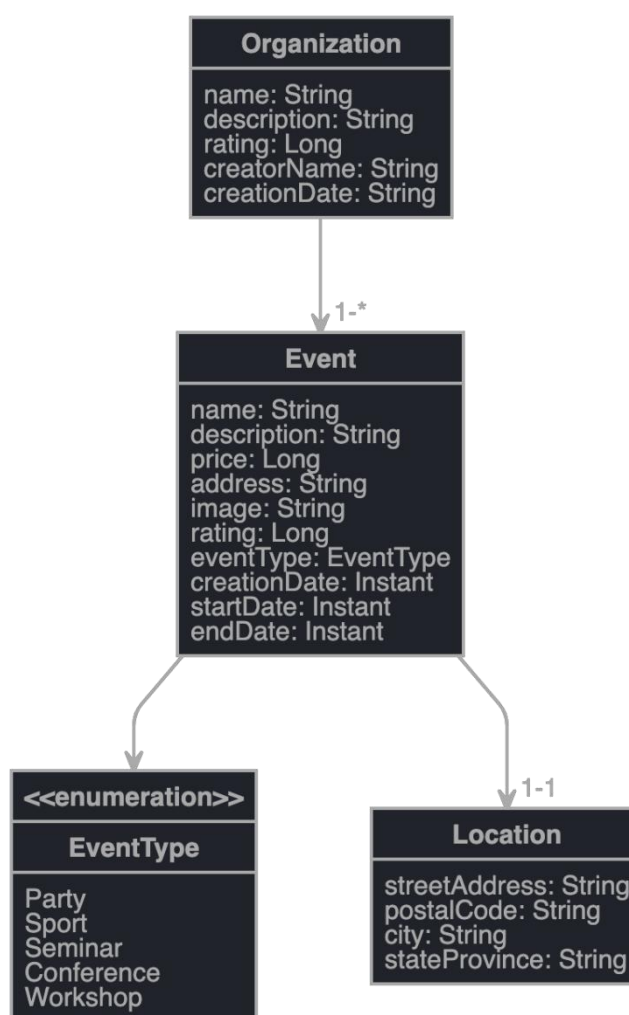 Organization
name: String
description: String
rating: Long
creatorName: String
creationDate: String
1-*
Event
name: String
description: String
price: Long
address: String
image: String
rating: Long
eventType: EventType
creationDate: Instant
startDate: Instant
endDate: Instant
<<enumeration>>
EventType
Party
Sport
Seminar
Conference
Workshop
1-1
Location
streetAddress: String
postalCode: String
city: String
stateProvince: String